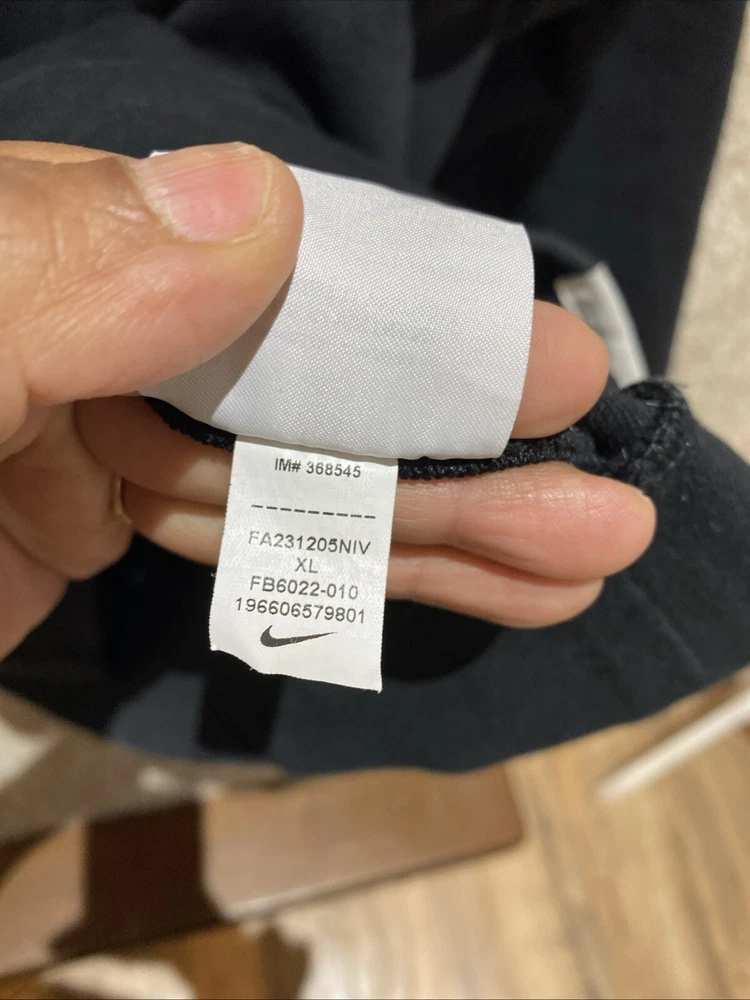 IM# 368545
----------
FA231205NIV
XL
FB6022-010
196606579801